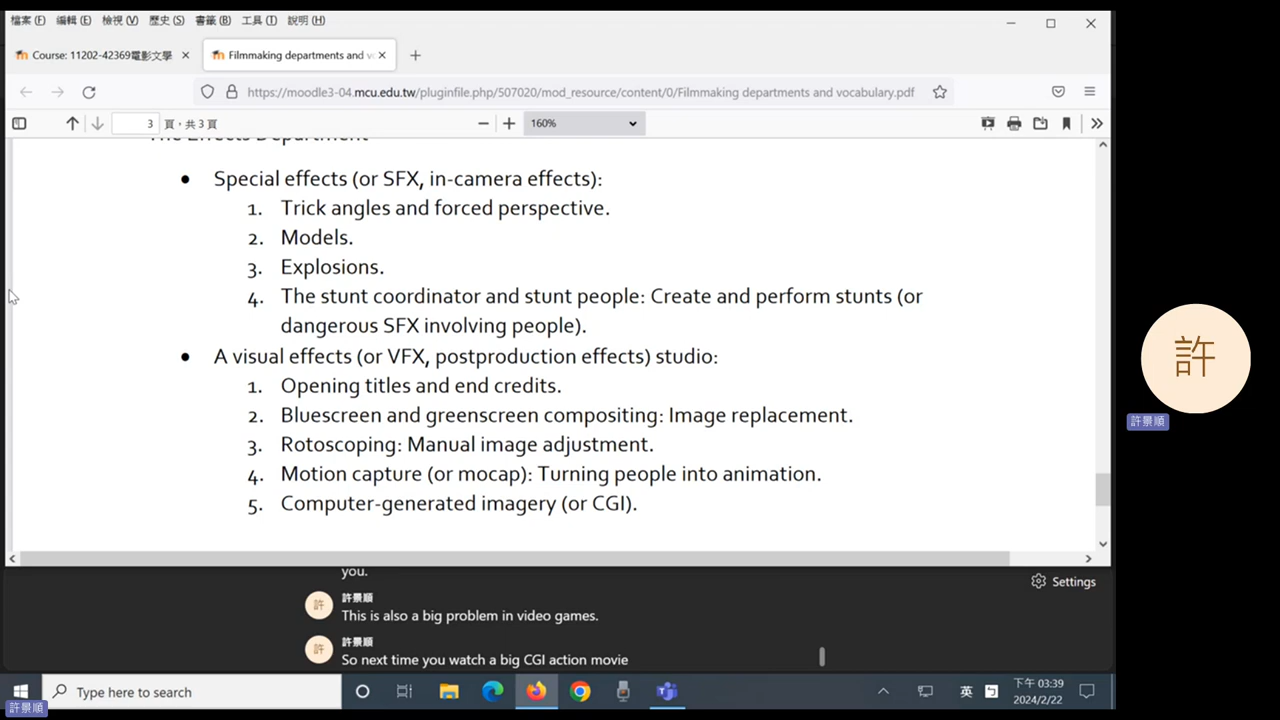 檔案(F) 編輯(E) 檢視(V) 歷史(S) 書籤(B) 工具(T) 說明(H)
Course: 11202-42369電影文學
Filmmaking departments and vo
https://moodle3-04.mcu.edu.tw/pluginfile.php/507020/mod_resource/content/0/Filmmaking departments and vocabulary.pdf
3 頁，共 3 頁
160%
The Effects Department
• Special effects (or SFX, in-camera effects):
1. Trick angles and forced perspective.
2. Models.
3. Explosions.
4. The stunt coordinator and stunt people: Create and perform stunts (or
dangerous SFX involving people).
• A visual effects (or VFX, postproduction effects) studio:
1. Opening titles and end credits.
2. Bluescreen and greenscreen compositing: Image replacement.
3. Rotoscoping: Manual image adjustment.
4. Motion capture (or mocap): Turning people into animation.
5. Computer-generated imagery (or CGI).
許
許景順
you.
Settings
許
許景順
This is also a big problem in video games.
許
許景順
So next time you watch a big CGI action movie
Type here to search
英
下午 03:39
2024/2/22
許景順